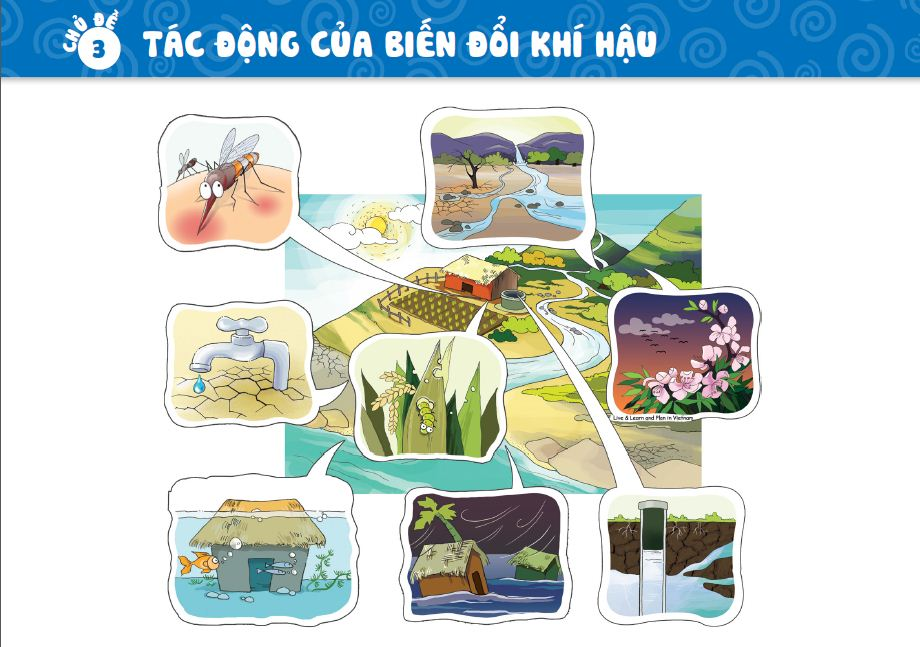 CHỦ ĐỀ
3
TÁC ĐỘNG CỦA BIẾN ĐỔI KHÍ HẬU
Live & Learn and Plan in Vietnam